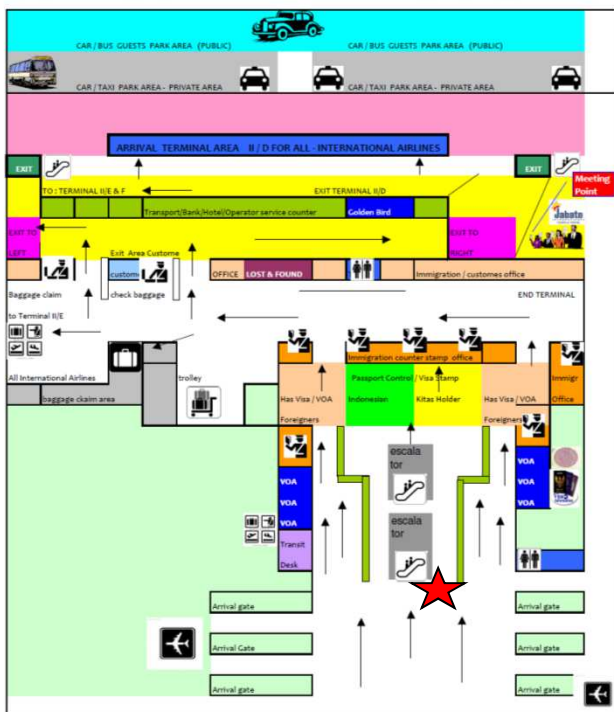 CAR / BUS GUESTS PARK AREA (PUBLIC)
CAR / BUS GUESTS PARK AREA (PUBLIC)
CAR / TAXI PARK AREA - PRIVATE AREA
CAR / TAXI PARK AREA - PRIVATE AREA
ARRIVAL TERMINAL AREA II / D FOR ALL - INTERNATIONAL AIRLINES
EXIT
EXIT
Meeting
Point
TO : TERMINAL II/E & F
EXIT TERMINAL II/D
Transport/Bank/Hotel/Operator service counter
Golden Bird
Jabato
EXIT TO
LEFT
Exit Area Custome
EXIT TO
RIGHT
custome
OFFICE
LOST & FOUND
Immigration / customes office
Baggage claim
check baggage
END TERMINAL
to Terminal II/E
Immigration counter stamp office
All International Airlines
trolley
Has Visa / VOA
Passport Control / Visa Stamp
Has Visa / VOA
Immigr
baggage ckaim area
Foreigners
Indonesian
Kitas Holder
Foreigners
Office
escala
tor
VOA
VOA
VOA
VOA
VOA
VOA
escala
tor
Transit
Desk
Arrival gate
Arrival gate
Arrival Gate
Arrival gate
Arrival gate
Arrival gate